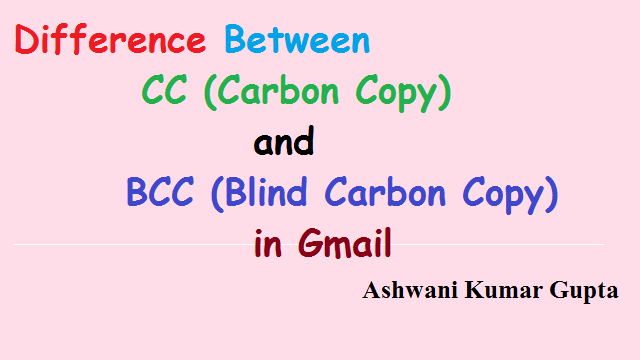 Difference Between
CC (Carbon Copy)
and
BCC (Blind Carbon Copy)
in Gmail
Ashwani Kumar Gupta